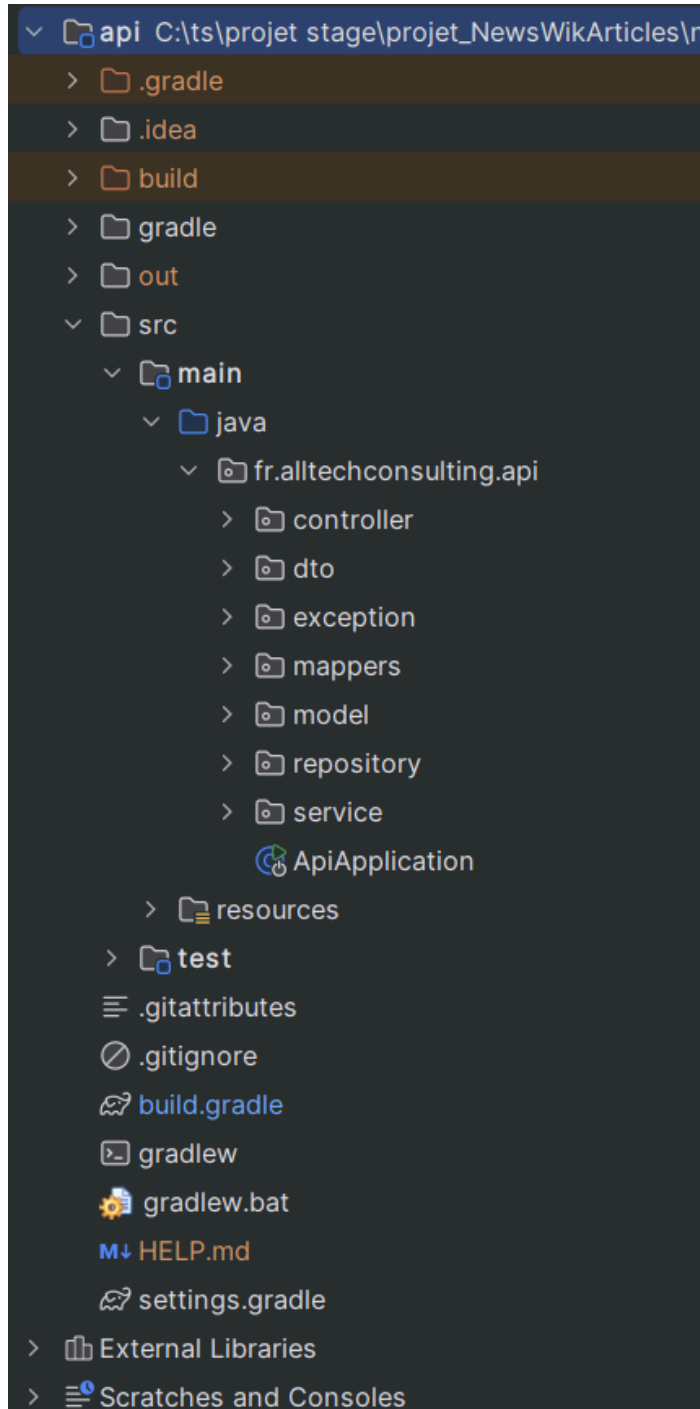 api C:\ts\projet stage\projet_NewsWikArticles\
.gradle
.idea
build
gradle
out
src
main
java
fr.alltechconsulting.api
controller
dto
exception
mappers
model
repository
service
ApiApplication
resources
test
.gitattributes
.gitignore
build.gradle
gradlew
gradlew.bat
M↓ HELP.md
settings.gradle
External Libraries
Scratches and Consoles